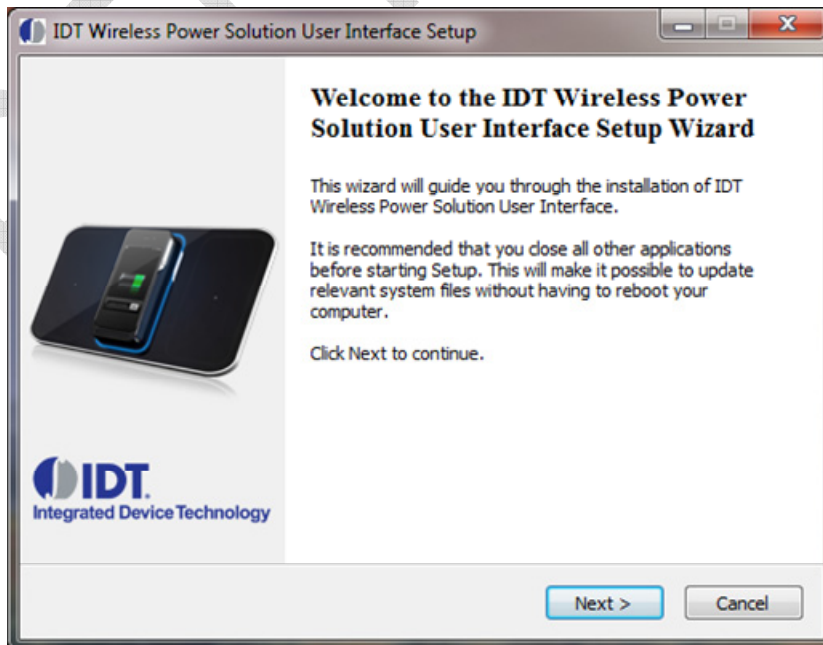 IDT Wireless Power Solution User Interface Setup
Welcome to the IDT Wireless Power
Solution User Interface Setup Wizard
This wizard will guide you through the installation of IDT
Wireless Power Solution User Interface.
It is recommended that you close all other applications
before starting Setup. This will make it possible to update
relevant system files without having to reboot your
computer.
Click Next to continue.
IDT.
Integrated Device Technology
Next >
Cancel